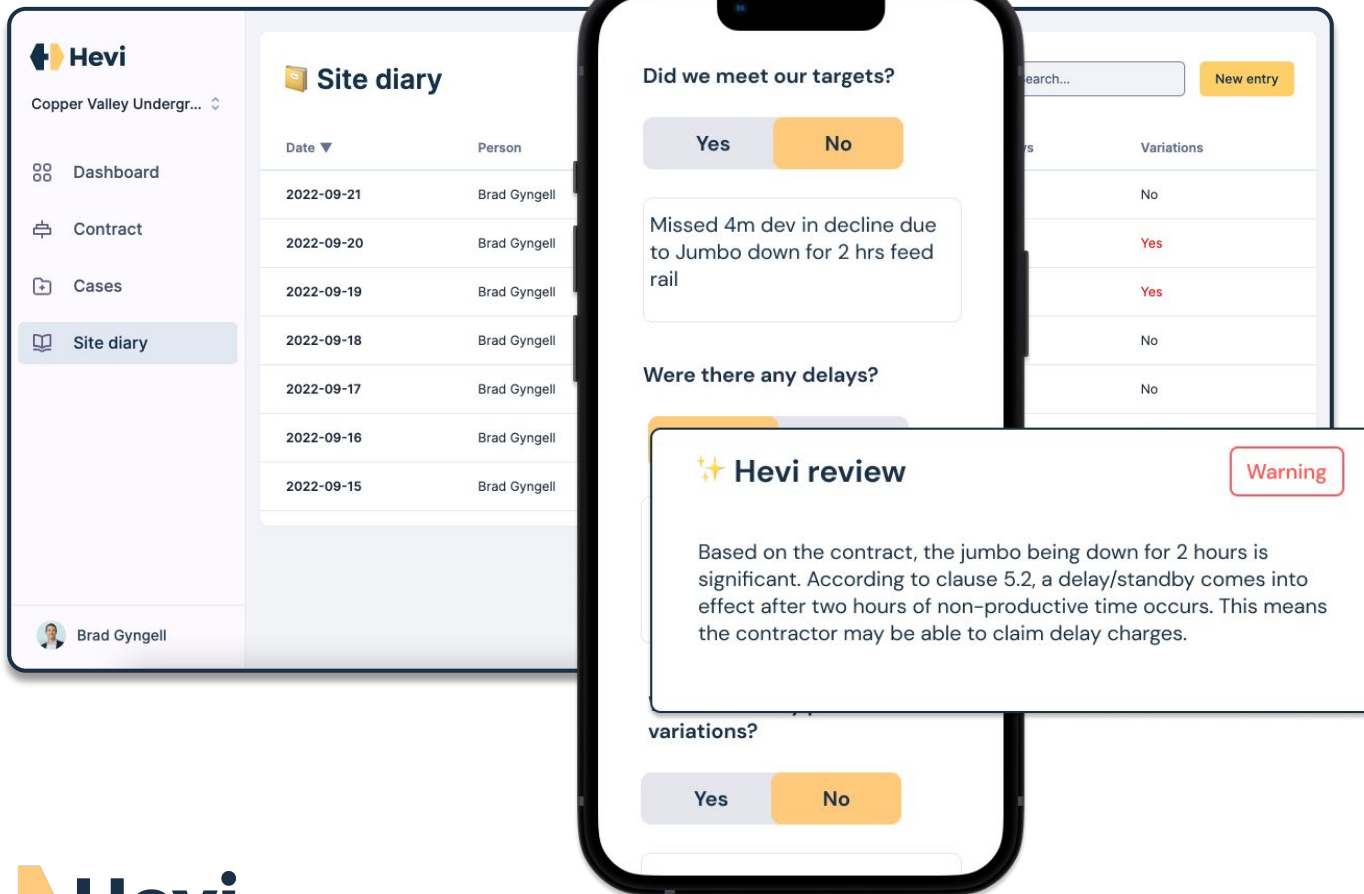 Hevi
Copper Valley Undergr...
Dashboard
Contract
Cases
Site diary
Brad Gyngell
Site diary
Search...
New entry
Date ▼ Person Variations
2022-09-21 Brad Gyngell No
2022-09-20 Brad Gyngell Yes
2022-09-19 Brad Gyngell Yes
2022-09-18 Brad Gyngell No
2022-09-17 Brad Gyngell No
2022-09-16 Brad Gyngell
2022-09-15 Brad Gyngell
Did we meet our targets?
Yes No
Missed 4m dev in decline due
to Jumbo down for 2 hrs feed
rail
Were there any delays?
✨ Hevi review
Warning
Based on the contract, the jumbo being down for 2 hours is
significant. According to clause 5.2, a delay/standby comes into
effect after two hours of non-productive time occurs. This means
the contractor may be able to claim delay charges.
variations?
Yes No
Hevi